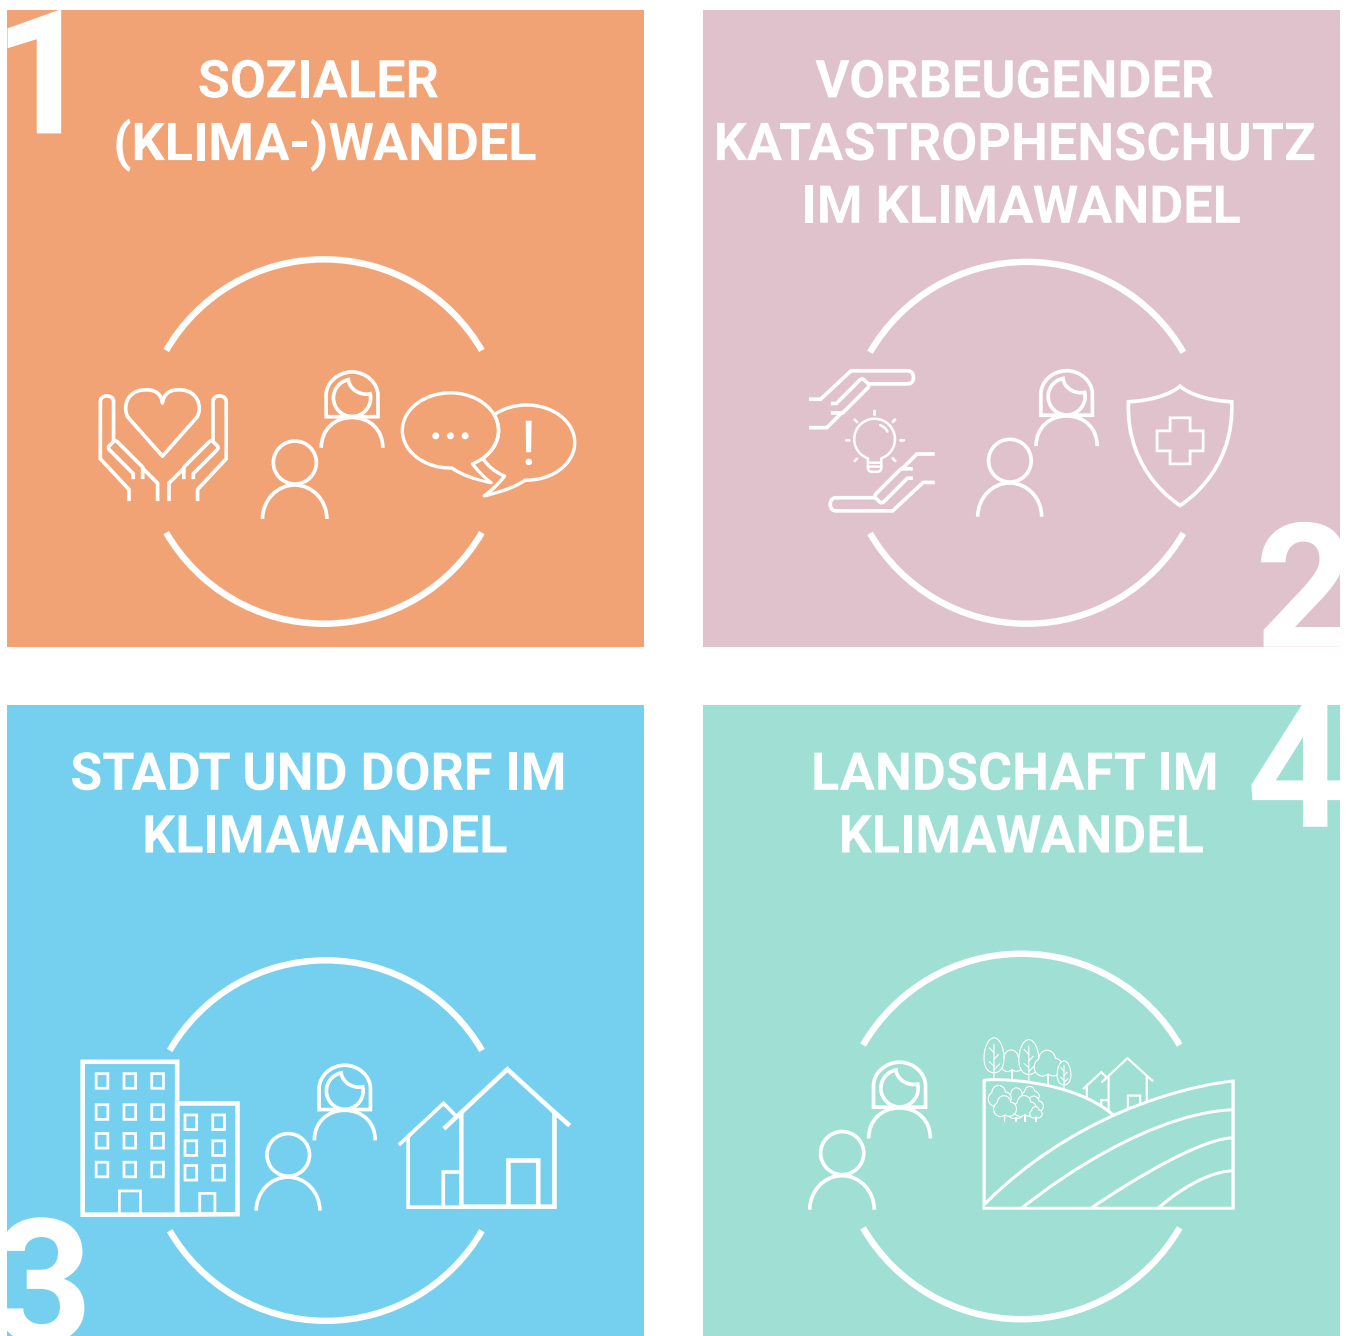 1
SOZIALER
(KLIMA-)WANDEL
...
!
VORBEUGENDER
KATASTROPHENSCHUTZ
IM KLIMAWANDEL
2
STADT UND DORF IM
KLIMAWANDEL
3
LANDSCHAFT IM
KLIMAWANDEL
4